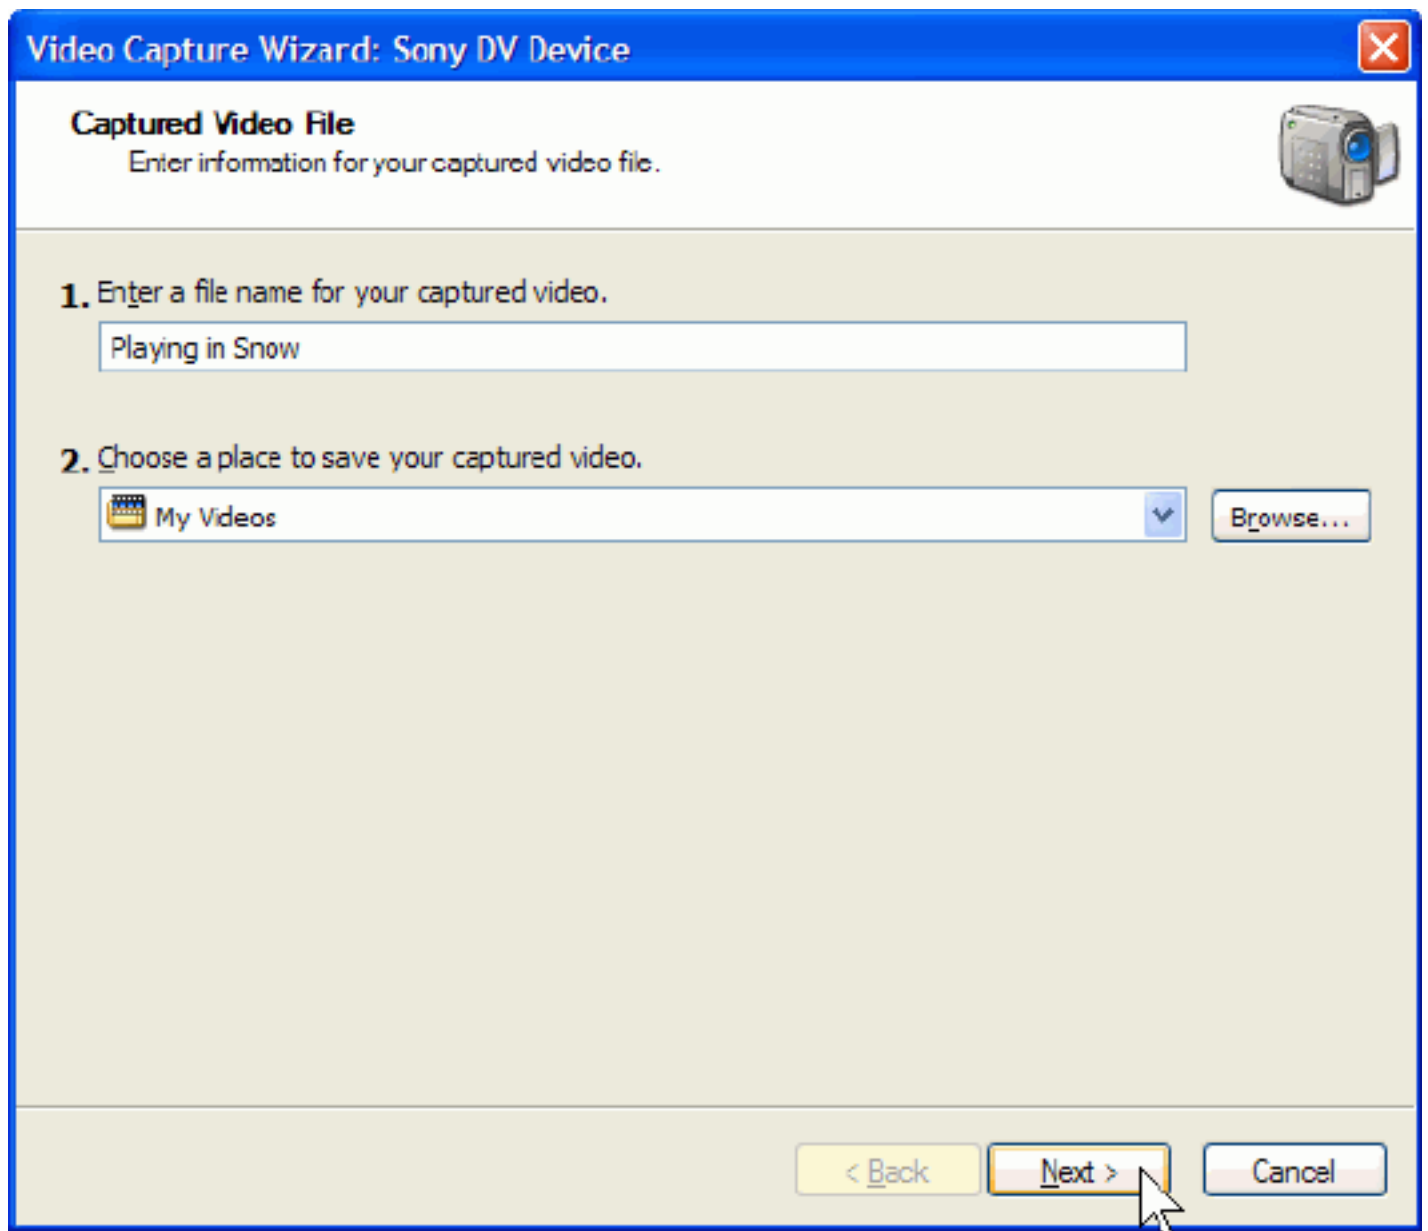 Video Capture Wizard: Sony DV Device
Captured Video File
Enter information for your captured video file.
1. Enter a file name for your captured video.
Playing in Snow
2. Choose a place to save your captured video.
My Videos
Browse...
< Back
Next >
Cancel